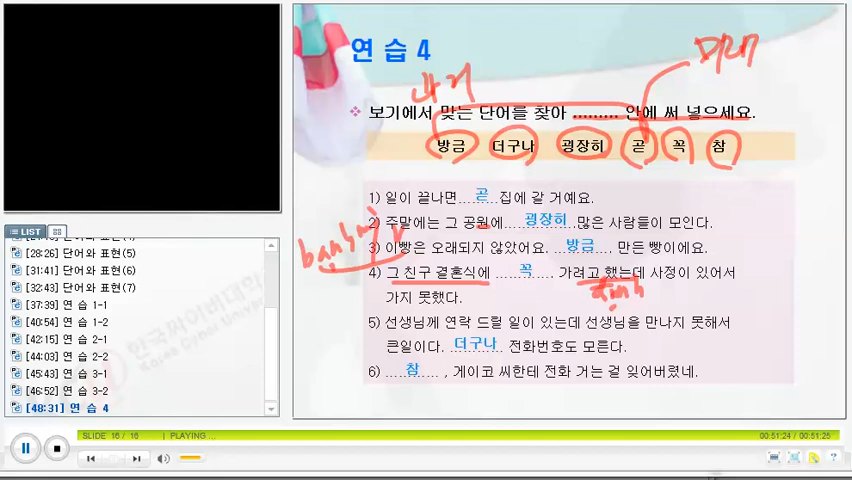 연 습 4
보기에서 맞는 단어를 찾아 ......... 안에 써 넣으세요.
방금 더구나 굉장히 곧 꼭 참
1) 일이 끝나면 ...곧... 집에 갈 거예요.
2) 주말에는 그 공원에 ...굉장히... 많은 사람들이 모인다.
3) 이빵은 오래되지 않았어요. ...방금... 만든 빵이에요.
4) 그 친구 결혼식에 ...꼭... 가려고 했는데 사정이 있어서
가지 못했다.
5) 선생님께 연락 드릴 일이 있는데 선생님을 만나지 못해서
큰일이다. ...더구나... 전화번호도 모른다.
6) ...참... , 게이코 씨한테 전화 거는 걸 잊어버렸네.
LIST
[28:26] 단어와 표현(5)
[31:41] 단어와 표현(6)
[32:43] 단어와 표현(7)
[37:39] 연 습 1-1
[40:54] 연 습 1-2
[42:15] 연 습 2-1
[44:03] 연 습 2-2
[45:43] 연 습 3-1
[46:52] 연 습 3-2
[48:31] 연 습 4
SLIDE 16 / 16 | PLAYING ...
00:51:24 | 00:51:25